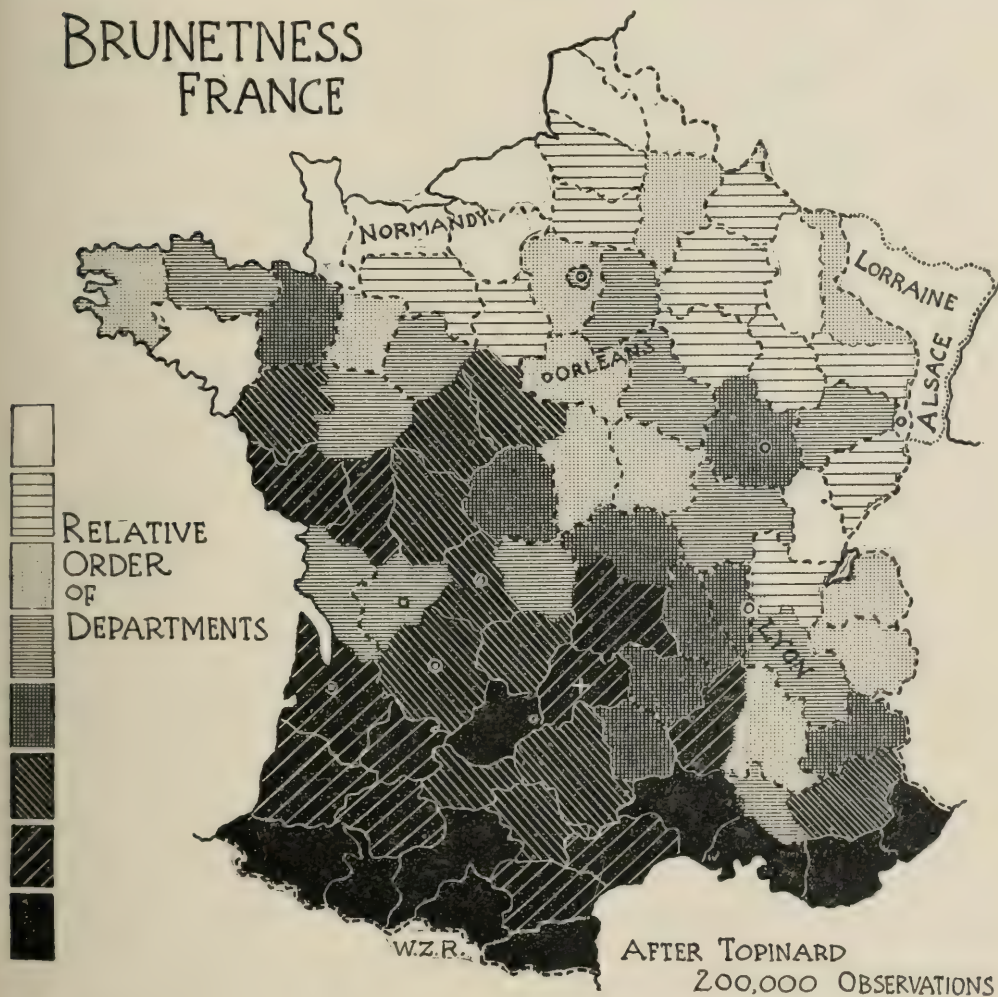 BRUNETNESS
FRANCE
NORMANDY
LORRAINE
ALSACE
ORLEANS
RELATIVE
ORDER
OF
DEPARTMENTS
LYON
W.Z.R.
AFTER TOPINARD
200,000 OBSERVATIONS